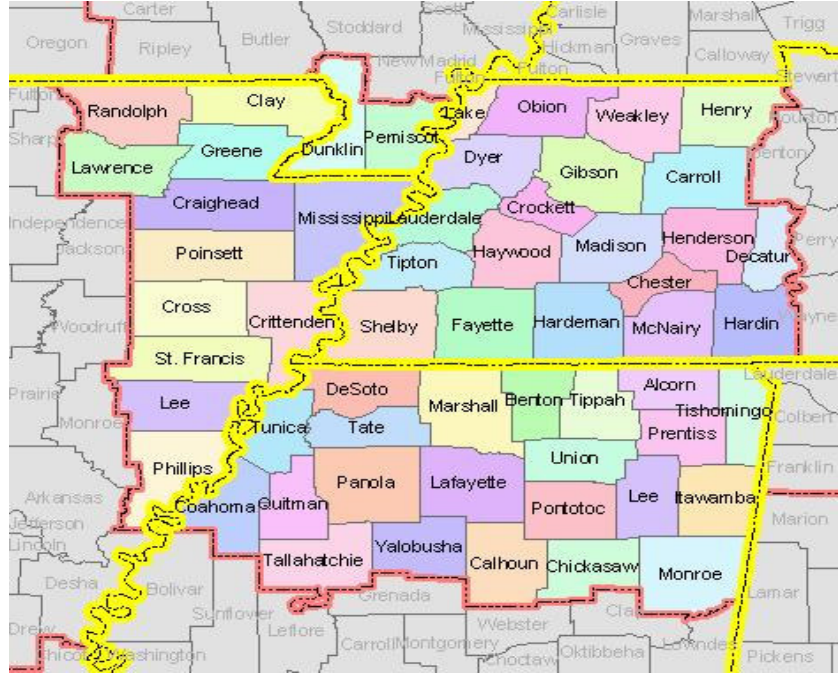 Carter
Scott
Carlisle
Marshall
Trigg
Oregon
Ripley
Butler
Stoddard
Mississippi
Hickman
Graves
Calloway
New Madrid
Fulton
Fulton
Stewart
Fulton
Randolph
Clay
Lake
Obion
Weakley
Henry
Houston
Sharp
Greene
Dunklin
Pemiscot
Dyer
Benton
Lawrence
Gibson
Carroll
Craighead
Mississippi
Lauderdale
Crockett
Independence
Jackson
Poinsett
Tipton
Haywood
Madison
Henderson
Decatur
Perry
Chester
Cross
Crittenden
Shelby
Fayette
Hardeman
McNairy
Hardin
Wayne
Woodruff
St. Francis
Prairie
Lee
DeSoto
Marshall
Benton
Tippah
Alcorn
Tishomingo
Lauderdale
Colbert
Monroe
Tunica
Tate
Prentiss
Phillips
Union
Franklin
Arkansas
Coahoma
Quitman
Panola
Lafayette
Pontotoc
Lee
Itawamba
Jefferson
Lincoln
Marion
Tallahatchie
Yalobusha
Calhoun
Chickasaw
Monroe
Desha
Bolivar
Grenada
Lamar
Sunflower
Leflore
Webster
Clay
Drew
Carroll
Montgomery
Choctaw
Oktibbeha
Lowndes
Chicot
Washington
Pickens